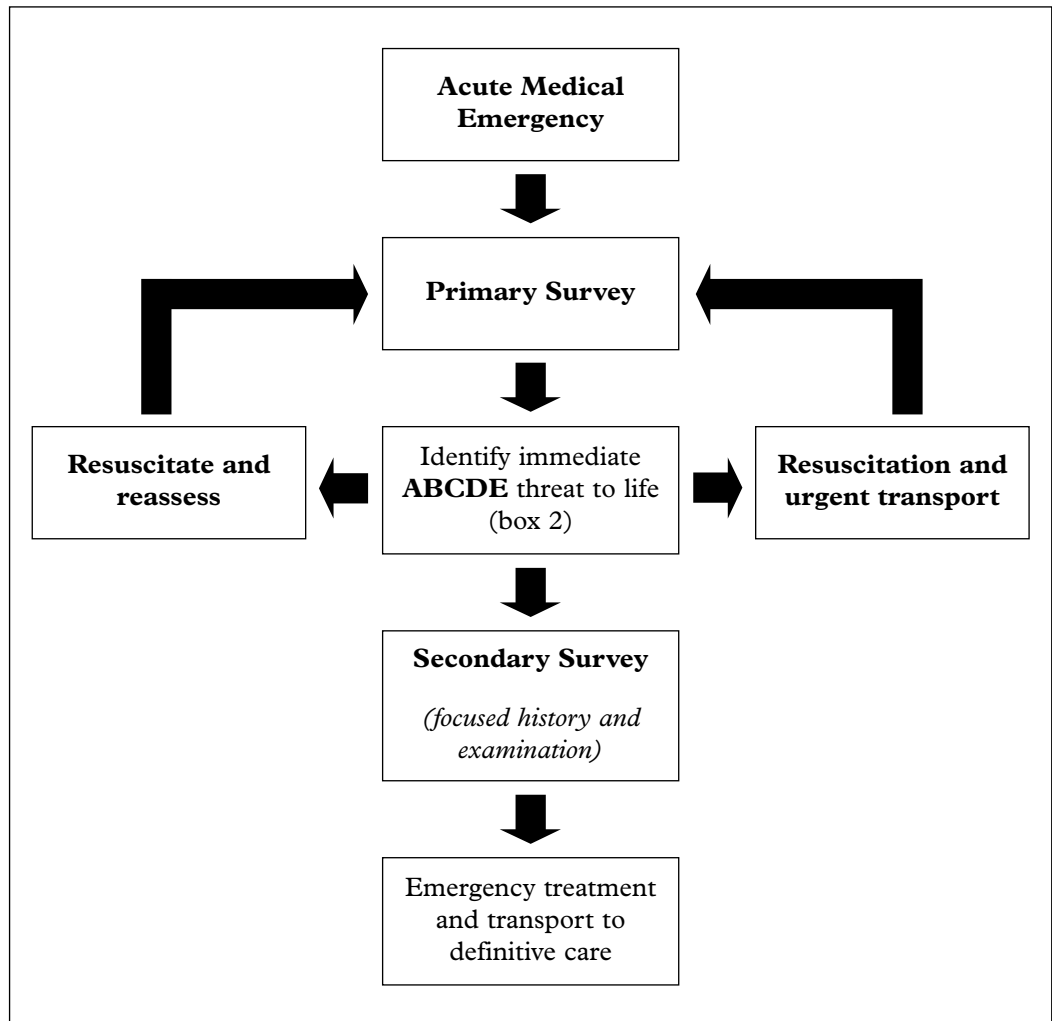 Acute Medical
Emergency
Primary Survey
Resuscitate and
reassess
Identify immediate
ABCDE threat to life
(box 2)
Resuscitation and
urgent transport
Secondary Survey
(focused history and
examination)
Emergency treatment
and transport to
definitive care